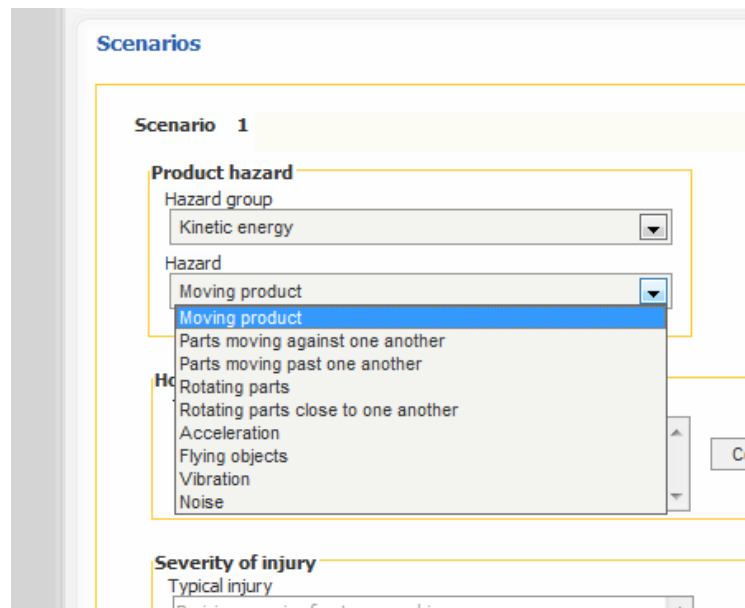 Scenarios
Scenario 1
Product hazard
Hazard group
Kinetic energy
Hazard
Moving product
Moving product
Parts moving against one another
Parts moving past one another
Rotating parts
Rotating parts close to one another
Acceleration
Flying objects
Vibration
Noise
Severity of injury
Typical injury